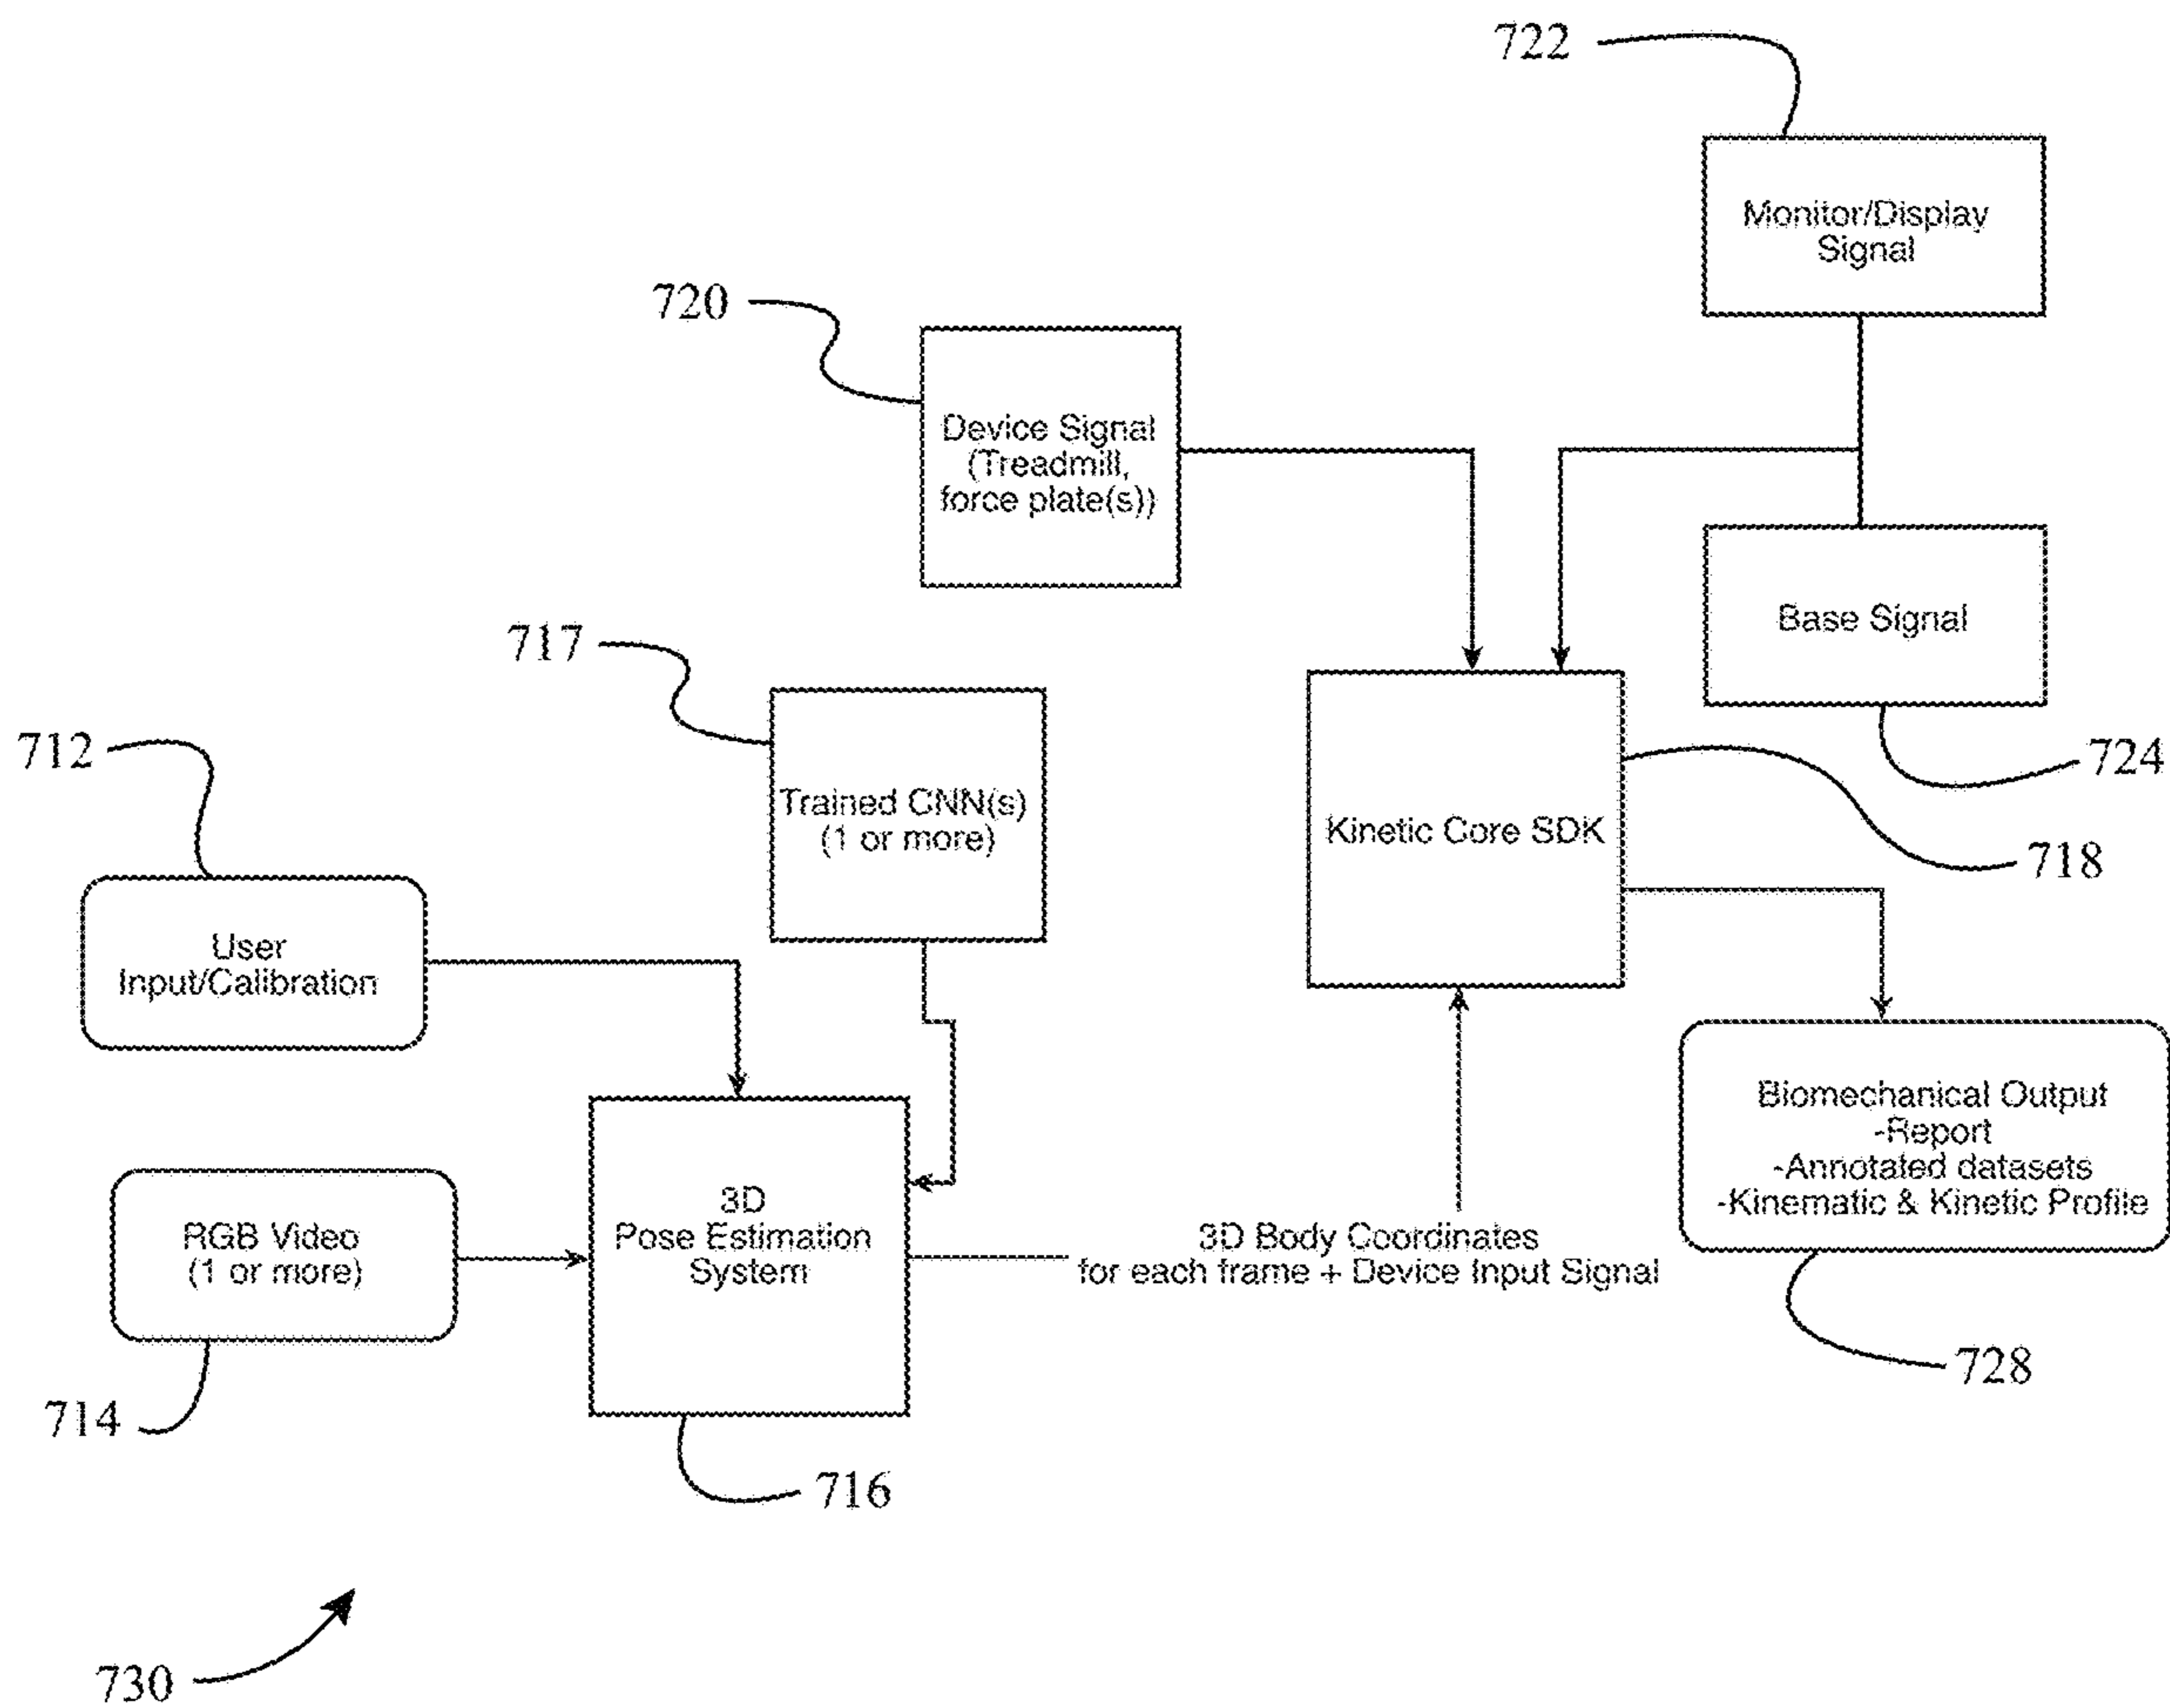 722
Monitor/Display
Signal
720
Device Signal
(Treadmill,
force plate(s))
Base Signal
724
717
Trained CNN(s)
(1 or more)
Kinetic Core SDK
718
712
User
Input/Calibration
RGB Video
(1 or more)
714
3D
Pose Estimation
System
716
3D Body Coordinates
for each frame + Device Input Signal
Biomechanical Output
-Report
-Annotated datasets
-Kinematic & Kinetic Profile
728
730